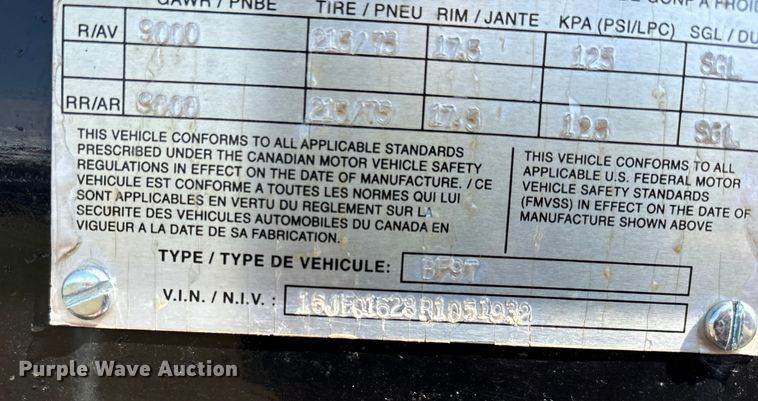 GAWR / PNBE TIRE / PNEU RIM / JANTE KPA (PSI/LPC) SGL / DU
R/AV 9000 215/75 17.5 125 SGL
RR/AR 9000 215/75 17.5 125 SGL
THIS VEHICLE CONFORMS TO ALL APPLICABLE STANDARDS
PRESCRIBED UNDER THE CANADIAN MOTOR VEHICLE SAFETY
REGULATIONS IN EFFECT ON THE DATE OF MANUFACTURE. / CE
VEHICULE EST CONFORME A TOUTES LES NORMES QUI LUI
SONT APPLICABLES EN VERTU DU REGLEMENT SUR LA
SECURITE DES VEHICULES AUTOMOBILES DU CANADA EN
VIGUEUR A LA DATE DE SA FABRICATION.
THIS VEHICLE CONFORMS TO ALL
APPLICABLE U.S. FEDERAL MOTOR
VEHICLE SAFETY STANDARDS
(FMVSS) IN EFFECT ON THE DATE OF
MANUFACTURE SHOWN ABOVE
TYPE / TYPE DE VEHICULE: BF9T
V.I.N. / N.I.V. : 16JF01628R1051932
Purple Wave Auction